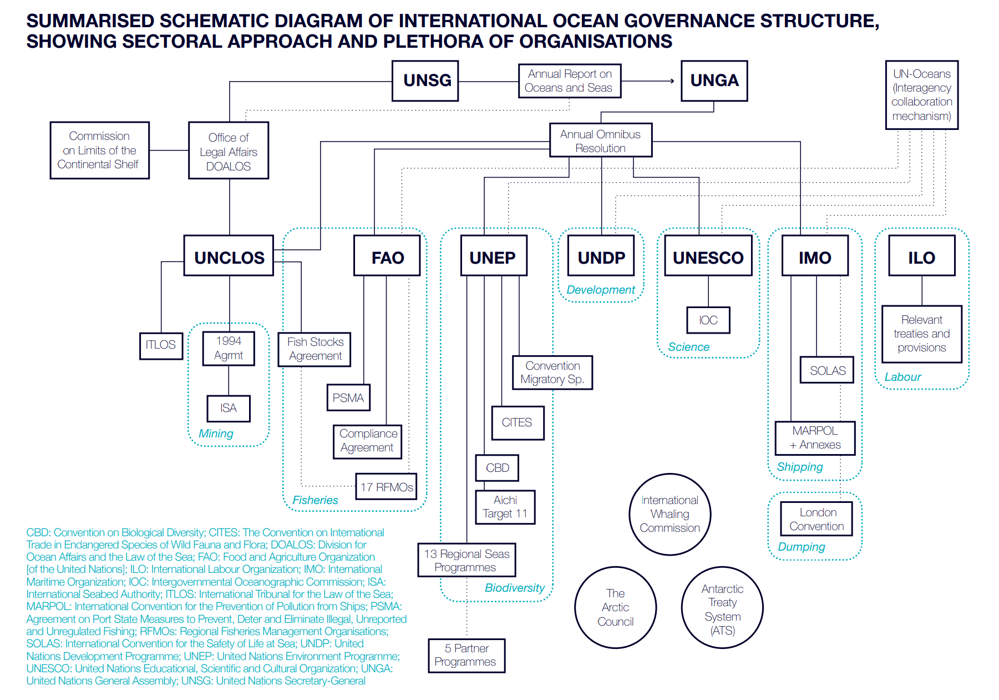 SUMMARISED SCHEMATIC DIAGRAM OF INTERNATIONAL OCEAN GOVERNANCE STRUCTURE,
SHOWING SECTORAL APPROACH AND PLETHORA OF ORGANISATIONS
UNSG
Annual Report on
Oceans and Seas
UNGA
UN-Oceans
(Interagency
collaboration
mechanism)
Commission
on Limits of the
Continental Shelf
Office of
Legal Affairs
DOALOS
Annual Omnibus
Resolution
UNCLOS
FAO
UNEP
UNDP
UNESCO
IMO
ILO
Development
IOC
Science
Relevant
treaties and
provisions
Labour
ITLOS
1994
Agrmt
ISA
Mining
Fish Stocks
Agreement
PSMA
Compliance
Agreement
17 RFMOs
Fisheries
Convention
Migratory Sp.
CITES
CBD
Aichi
Target 11
13 Regional Seas
Programmes
Biodiversity
5 Partner
Programmes
SOLAS
MARPOL
+ Annexes
Shipping
London
Convention
Dumping
International
Whaling
Commission
The
Arctic
Council
Antarctic
Treaty
System
(ATS)
CBD: Convention on Biological Diversity; CITES: The Convention on International
Trade in Endangered Species of Wild Fauna and Flora; DOALOS: Division for
Ocean Affairs and the Law of the Sea; FAO: Food and Agriculture Organization
[of the United Nations]; ILO: International Labour Organization; IMO: International
Maritime Organization; IOC: Intergovernmental Oceanographic Commission; ISA:
International Seabed Authority; ITLOS: International Tribunal for the Law of the Sea;
MARPOL: International Convention for the Prevention of Pollution from Ships; PSMA:
Agreement on Port State Measures to Prevent, Deter and Eliminate Illegal, Unreported
and Unregulated Fishing; RFMOs: Regional Fisheries Management Organisations;
SOLAS: International Convention for the Safety of Life at Sea; UNDP: United
Nations Development Programme; UNEP: United Nations Environment Programme;
UNESCO: United Nations Educational, Scientific and Cultural Organization; UNGA:
United Nations General Assembly; UNSG: United Nations Secretary-General